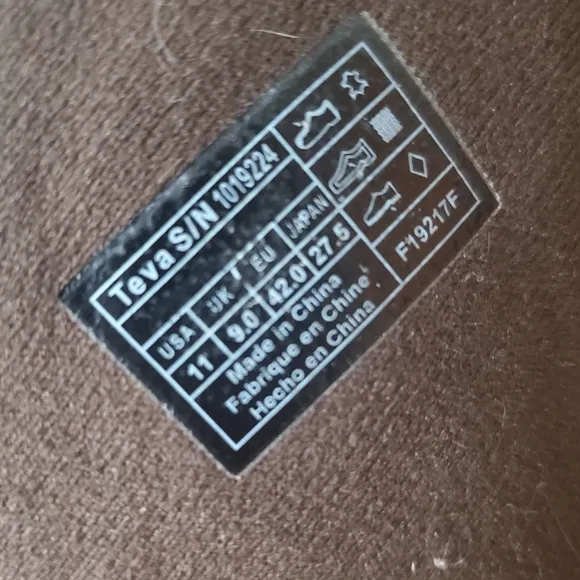 Teva S/N 1019224
USA UK EU JAPAN
11 9.0 42.0 27.5
Made in China
Fabrique en Chine
Hecho en China
F19217F